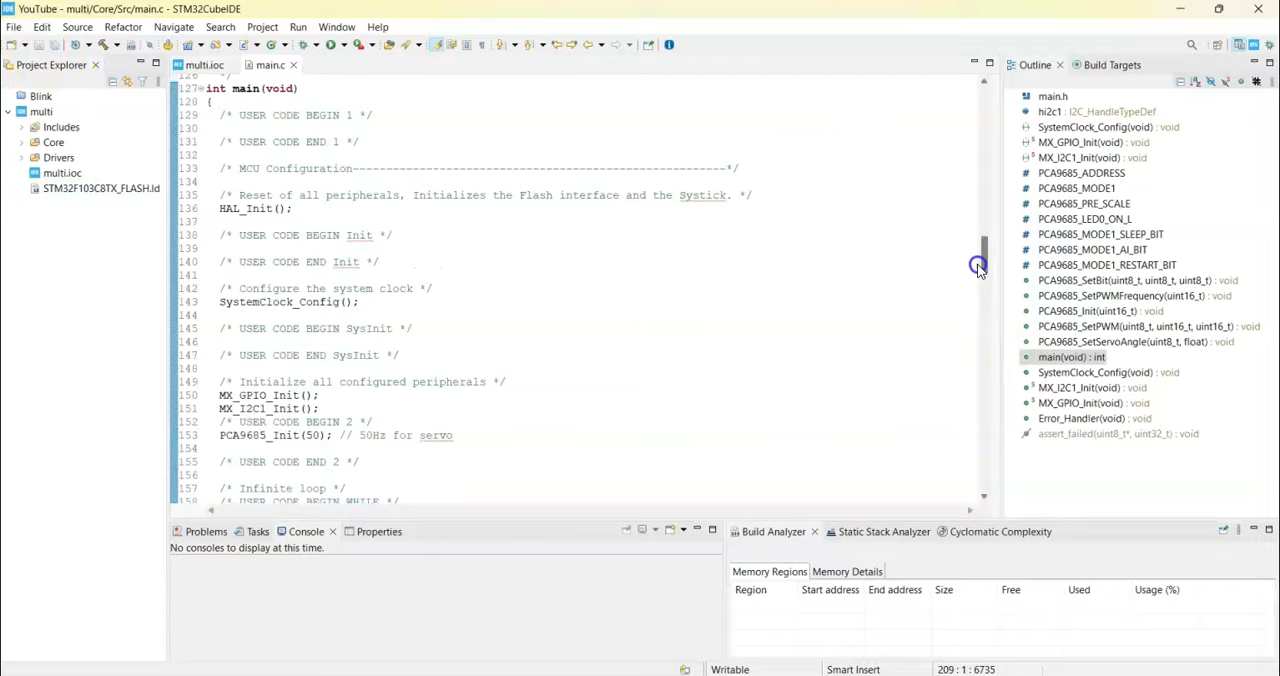 YouTube - multi/Core/Src/main.c - STM32CubeIDE
File Edit Source Refactor Navigate Search Project Run Window Help
Project Explorer
Blink
multi
Includes
Core
Drivers
multi.ioc
STM32F103C8TX_FLASH.ld
multi.ioc main.c
126 */
127 int main(void)
128 {
129 /* USER CODE BEGIN 1 */
130
131 /* USER CODE END 1 */
132
133 /* MCU Configuration--------------------------------------------------------*/
134
135 /* Reset of all peripherals, Initializes the Flash interface and the Systick. */
136 HAL_Init();
137
138 /* USER CODE BEGIN Init */
139
140 /* USER CODE END Init */
141
142 /* Configure the system clock */
143 SystemClock_Config();
144
145 /* USER CODE BEGIN SysInit */
146
147 /* USER CODE END SysInit */
148
149 /* Initialize all configured peripherals */
150 MX_GPIO_Init();
151 MX_I2C1_Init();
152 /* USER CODE BEGIN 2 */
153 PCA9685_Init(50); // 50Hz for servo
154
155 /* USER CODE END 2 */
156
157 /* Infinite loop */
158 /* USER CODE BEGIN WHILE */
Outline Build Targets
main.h
hi2c1 : I2C_HandleTypeDef
SystemClock_Config(void) : void
MX_GPIO_Init(void) : void
MX_I2C1_Init(void) : void
PCA9685_ADDRESS
PCA9685_MODE1
PCA9685_PRE_SCALE
PCA9685_LED0_ON_L
PCA9685_MODE1_SLEEP_BIT
PCA9685_MODE1_AI_BIT
PCA9685_MODE1_RESTART_BIT
PCA9685_SetBit(uint8_t, uint8_t, uint8_t) : void
PCA9685_SetPWMFrequency(uint16_t) : void
PCA9685_Init(uint16_t) : void
PCA9685_SetPWM(uint8_t, uint16_t, uint16_t) : void
PCA9685_SetServoAngle(uint8_t, float) : void
main(void) : int
SystemClock_Config(void) : void
MX_I2C1_Init(void) : void
MX_GPIO_Init(void) : void
Error_Handler(void) : void
assert_failed(uint8_t*, uint32_t) : void
Problems Tasks Console Properties
No consoles to display at this time.
Build Analyzer Static Stack Analyzer Cyclomatic Complexity
Memory Regions Memory Details
Region Start address End address Size Free Used Usage (%)
Writable Smart Insert 209 : 1 : 6735